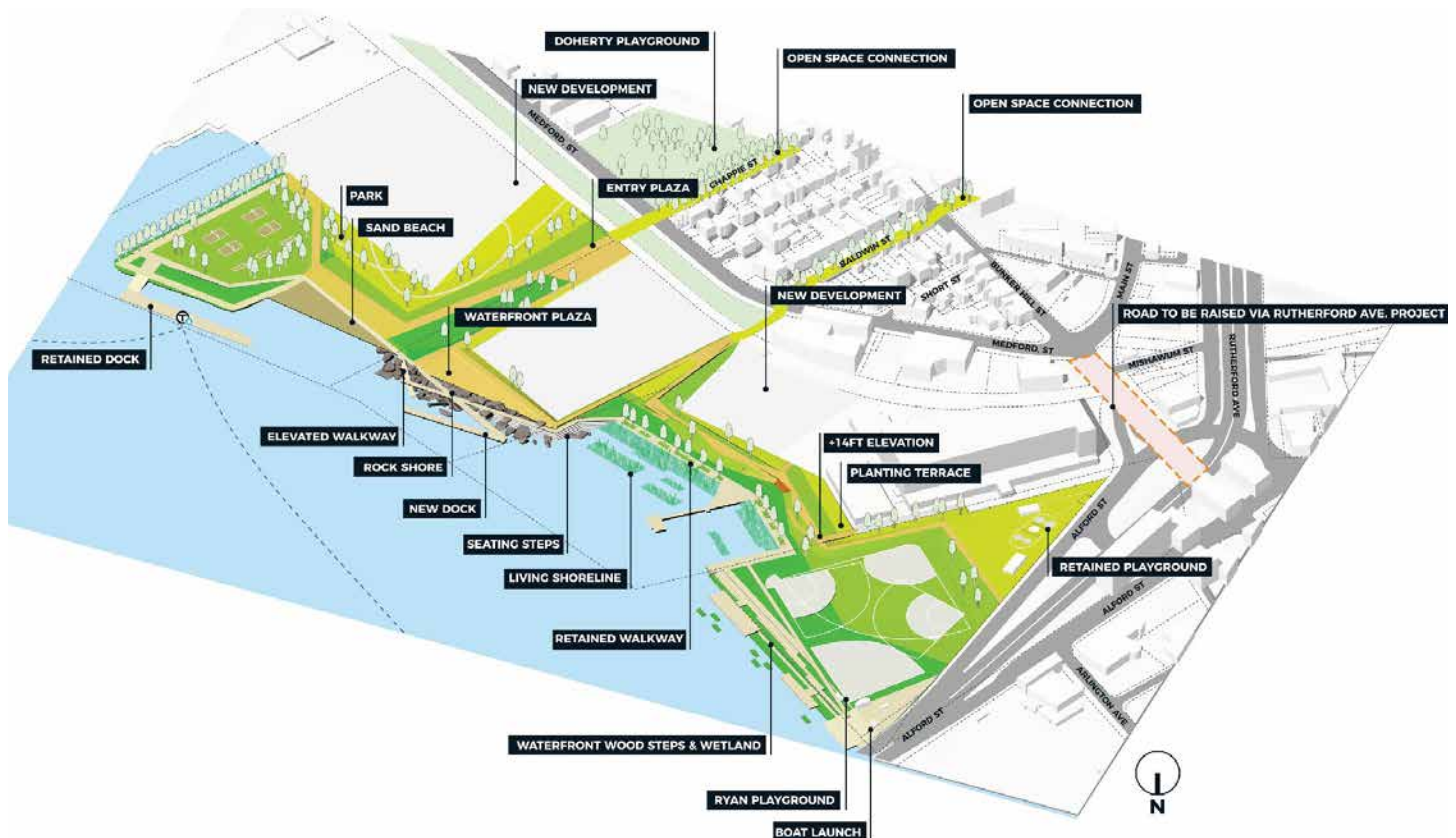 DOHERTY PLAYGROUND
OPEN SPACE CONNECTION
NEW DEVELOPMENT
OPEN SPACE CONNECTION
MEDFORD, ST
CHAPPIE ST
ENTRY PLAZA
PARK
SAND BEACH
BALDWIN ST
SHORT ST
BUNKER HILL ST
MAIN ST
NEW DEVELOPMENT
WATERFRONT PLAZA
ROAD TO BE RAISED VIA RUTHERFORD AVE. PROJECT
MEDFORD, ST
MISHAWUM ST
RUTHERFORD AVE
T
RETAINED DOCK
ELEVATED WALKWAY
ROCK SHORE
+14FT ELEVATION
PLANTING TERRACE
NEW DOCK
SEATING STEPS
LIVING SHORELINE
ALFORD ST
RETAINED PLAYGROUND
ALFORD ST
RETAINED WALKWAY
ARLINGTON AVE
ALFORD ST
WATERFRONT WOOD STEPS & WETLAND
RYAN PLAYGROUND
BOAT LAUNCH
N